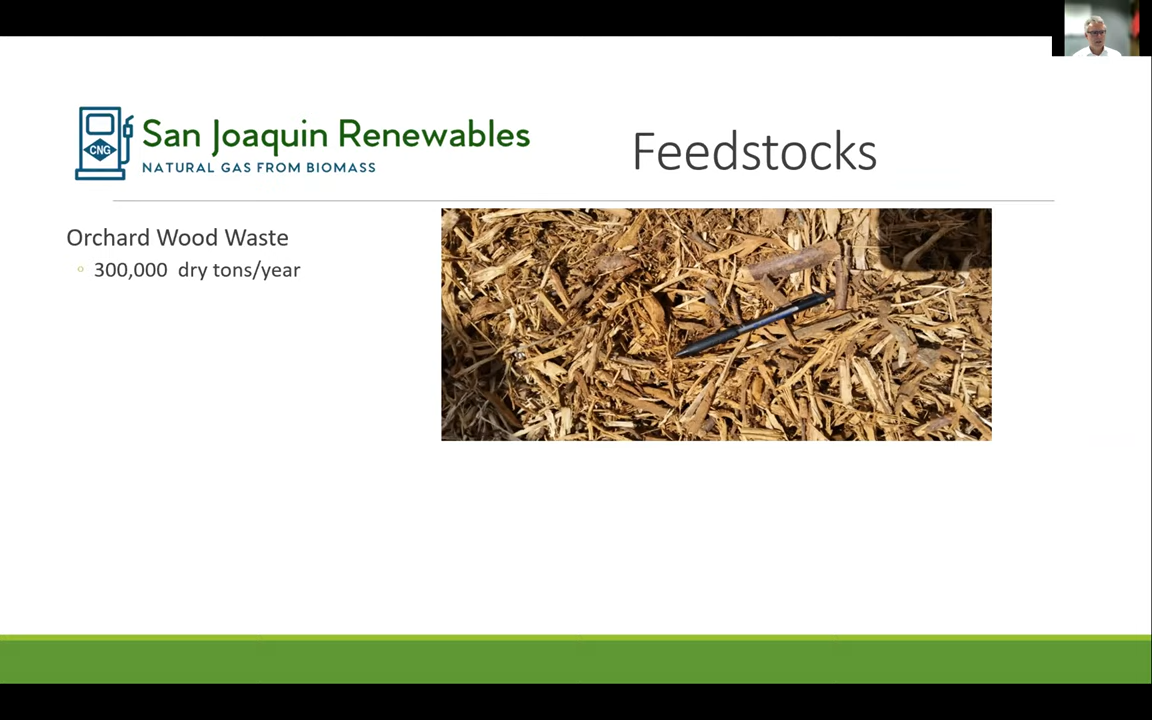 CNG
San Joaquin Renewables
NATURAL GAS FROM BIOMASS
Feedstocks
Orchard Wood Waste
300,000 dry tons/year